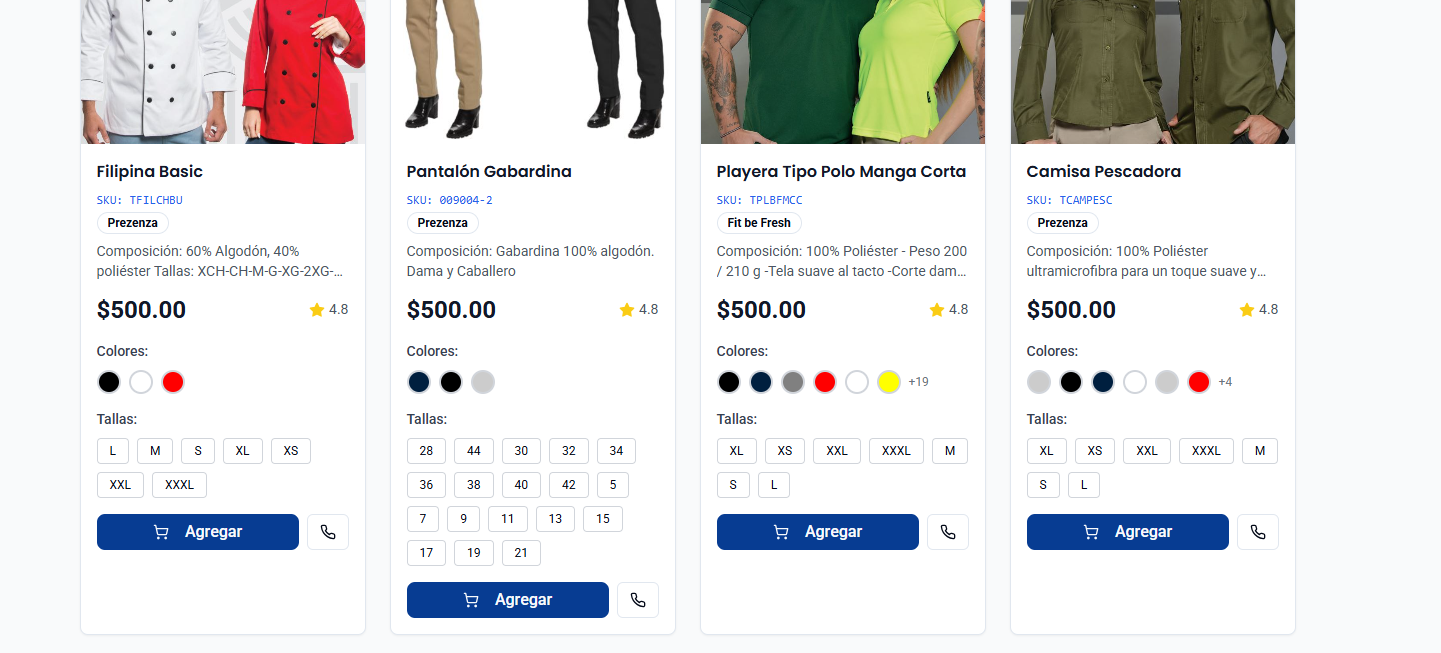 Filipina Basic
SKU: TFILCHBU
Prezenza
Composición: 60% Algodón, 40%
poliéster Tallas: XCH-CH-M-G-XG-2XG-...
$500.00
4.8
Colores:
Tallas:
L M S XL XS
XXL XXXL
Agregar
Pantalón Gabardina
SKU: 009004-2
Prezenza
Composición: Gabardina 100% algodón.
Dama y Caballero
$500.00
4.8
Colores:
Tallas:
28 44 30 32 34
36 38 40 42 5
7 9 11 13 15
17 19 21
Agregar
Playera Tipo Polo Manga Corta
SKU: TPLBFMCC
Fit be Fresh
Composición: 100% Poliéster - Peso 200
/ 210 g -Tela suave al tacto -Corte dam...
$500.00
4.8
Colores:
+19
Tallas:
XL XS XXL XXXL M
S L
Agregar
Camisa Pescadora
SKU: TCAMPESC
Prezenza
Composición: 100% Poliéster
ultramicrofibra para un toque suave y...
$500.00
4.8
Colores:
+4
Tallas:
XL XS XXL XXXL M
S L
Agregar